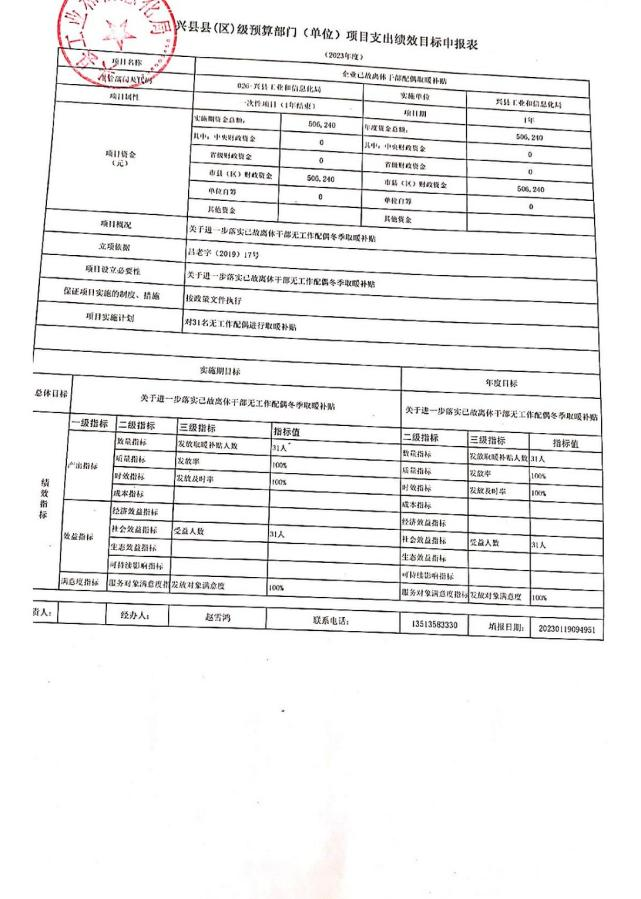 兴县县(区)级预算部门（单位）项目支出绩效目标申报表
（2023年度）
项目名称 企业已故离休干部配偶取暖补贴
026-兴县工业和信息化局 实施单位 兴县工业和信息化局
项目属性 一次性项目（1年结束） 项目期 1年
项目资金（元） 实施期资金总额： 506,240 年度资金总额： 506,240
其中：中央财政资金 0 其中：中央财政资金 0
省级财政资金 0 省级财政资金 0
市县（区）财政资金 506,240 市县（区）财政资金 506,240
单位自筹 0 单位自筹 0
其他资金 其他资金
项目概况 关于进一步落实已故离休干部无工作配偶冬季取暖补贴
立项依据 吕老字（2019）17号
项目设立必要性 关于进一步落实已故离休干部无工作配偶冬季取暖补贴
保证项目实施的制度、措施 按政策文件执行
项目实施计划 对31名无工作配偶进行取暖补贴
实施期目标 年度目标
总体目标 关于进一步落实已故离休干部无工作配偶冬季取暖补贴 关于进一步落实已故离休干部无工作配偶冬季取暖补贴
绩效指标 一级指标 二级指标 三级指标 指标值 二级指标 三级指标 指标值
产出指标 数量指标 发放取暖补贴人数 31人 数量指标 发放取暖补贴人数 31人
质量指标 发放率 100% 质量指标 发放率 100%
时效指标 发放及时率 100% 时效指标 发放及时率 100%
成本指标 成本指标
效益指标 经济效益指标 经济效益指标
社会效益指标 受益人数 31人 社会效益指标 受益人数 31人
生态效益指标 生态效益指标
可持续影响指标 可持续影响指标
满意度指标 服务对象满意度指 发放对象满意度 100% 服务对象满意度指标 发放对象满意度 100%
责人： 经办人： 赵雪鸿 联系电话： 13513583330 填报日期： 20230119094951